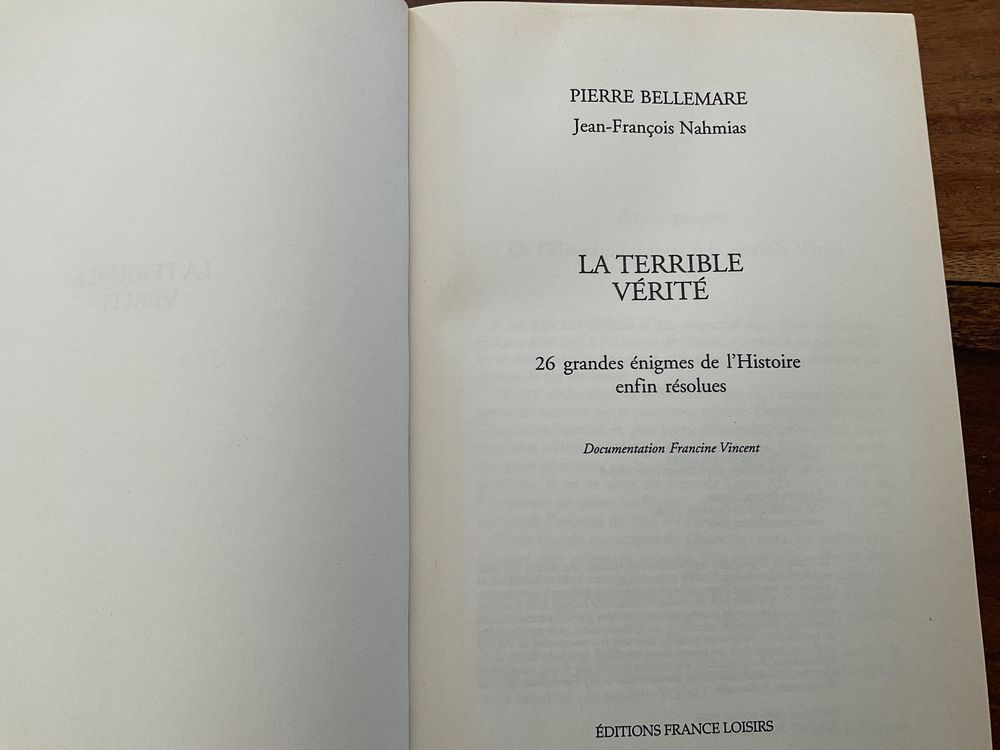 PIERRE BELLEMARE
Jean-François Nahmias
LA TERRIBLE
VÉRITÉ
26 grandes énigmes de l'Histoire
enfin résolues
Documentation Francine Vincent
ÉDITIONS FRANCE LOISIRS